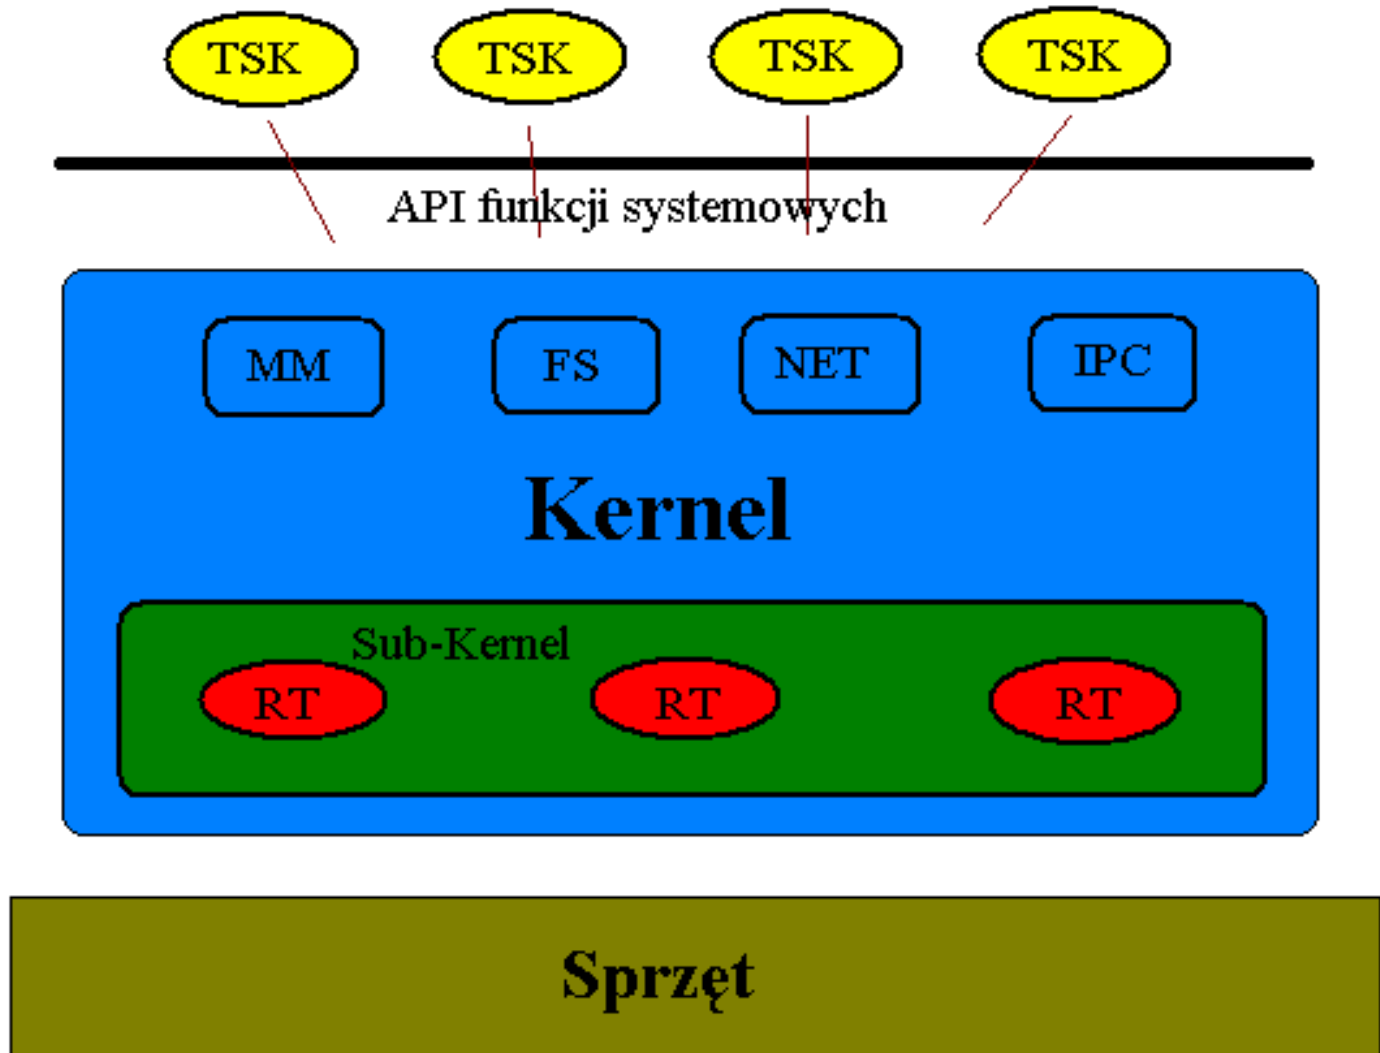 TSK TSK TSK TSK
API funkcji systemowych
MM FS NET IPC
Kernel
Sub-Kernel
RT RT RT
Sprzęt